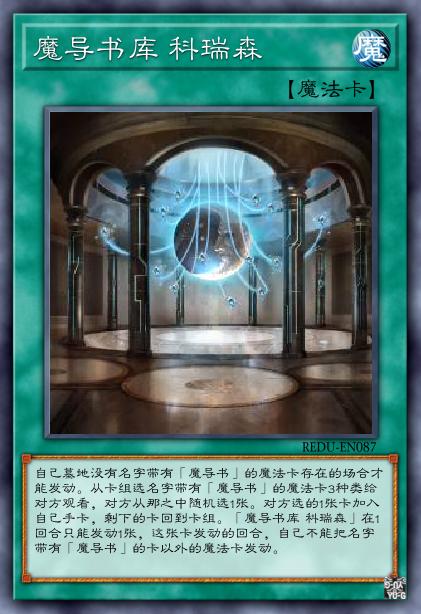 魔导书库 科瑞森
魔
【魔法卡】
REDU-EN087
自己墓地没有名字带有「魔导书」的魔法卡存在的场合才
能发动。从卡组选名字带有「魔导书」的魔法卡3种类给
对方观看，对方从那之中随机选1张。对方选的1张卡加入
自己手卡，剩下的卡回到卡组。「魔导书库 科瑞森」在1
回合只能发动1张，这张卡发动的回合，自己不能把名字
带有「魔导书」的卡以外的魔法卡发动。